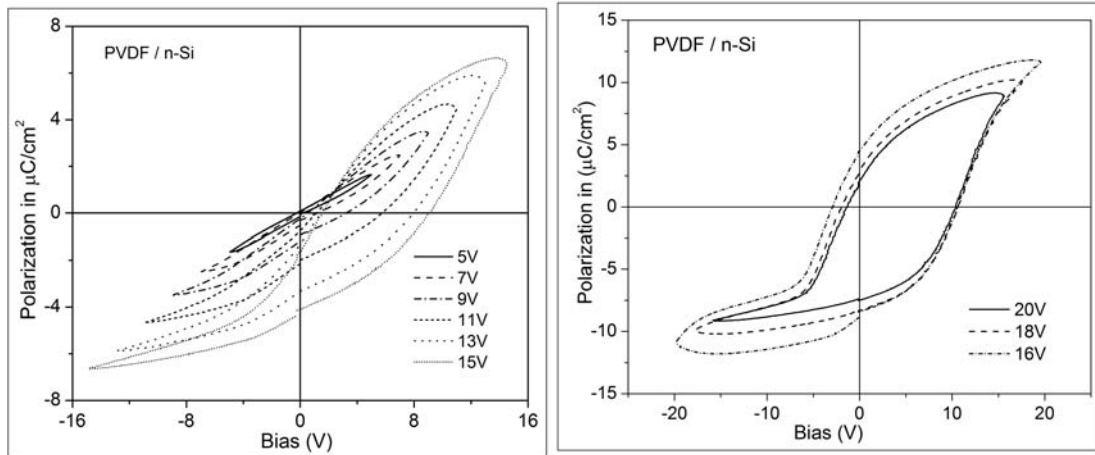 PVDF / n-Si
Polarization in μC/cm²
8
4
0
-4
-8
-16
-8
0
8
16
Bias (V)
5V
7V
9V
11V
13V
15V
PVDF / n-Si
Polarization in (μC/cm²)
15
10
5
0
-5
-10
-15
-20
-10
0
10
20
Bias (V)
20V
18V
16V